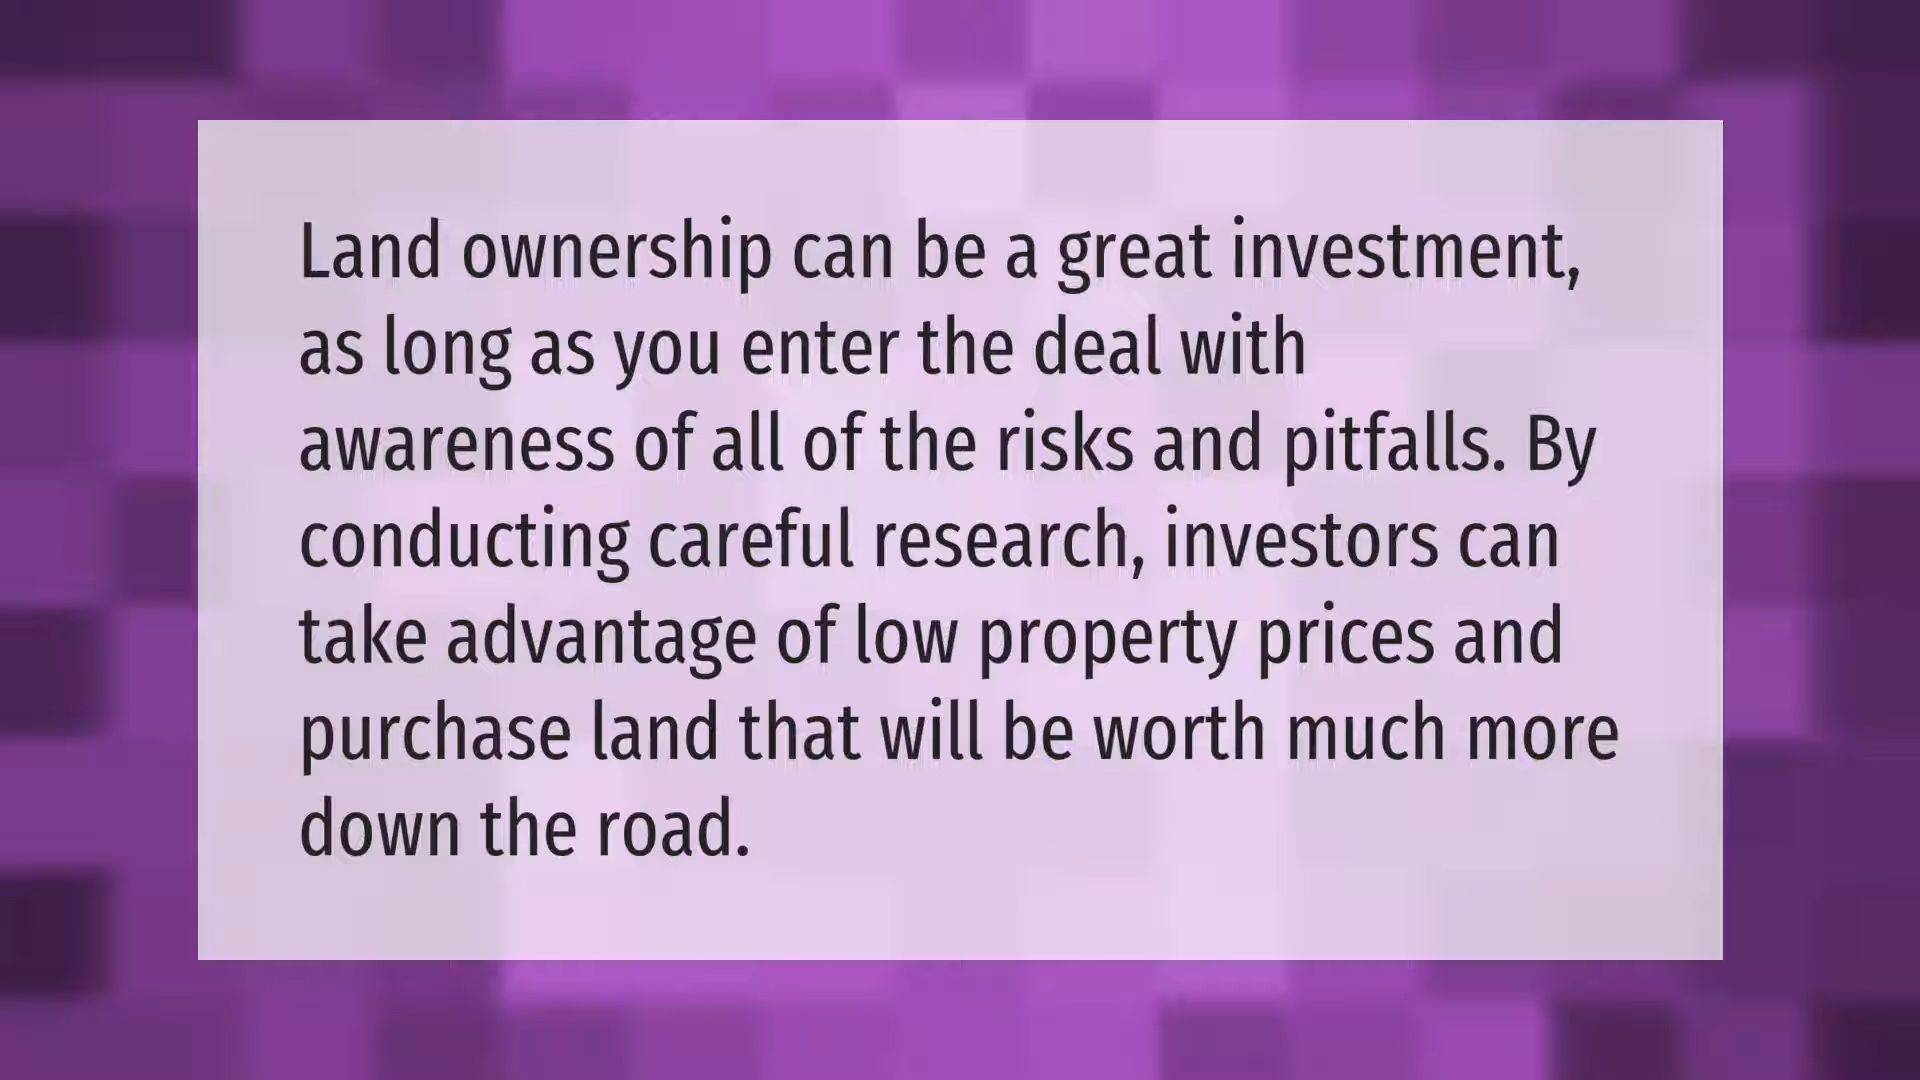 Land ownership can be a great investment,
as long as you enter the deal with
awareness of all of the risks and pitfalls. By
conducting careful research, investors can
take advantage of low property prices and
purchase land that will be worth much more
down the road.